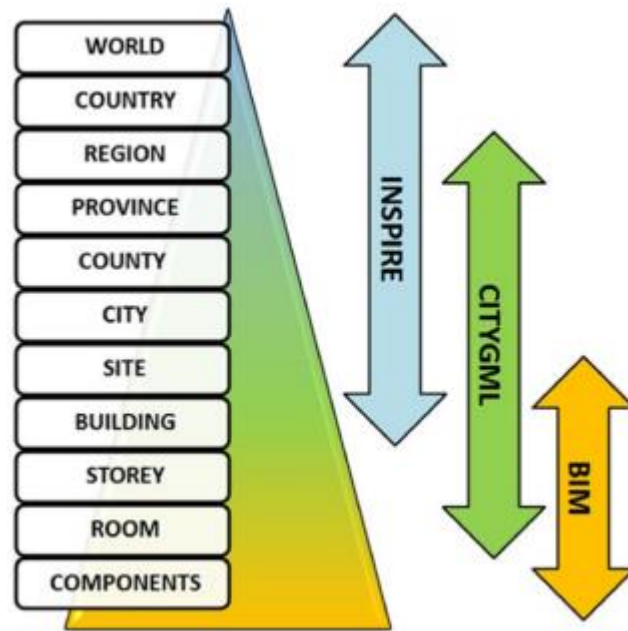 WORLD
COUNTRY
REGION
PROVINCE
COUNTY
CITY
SITE
BUILDING
STOREY
ROOM
COMPONENTS
INSPIRE
CITYGML
BIM